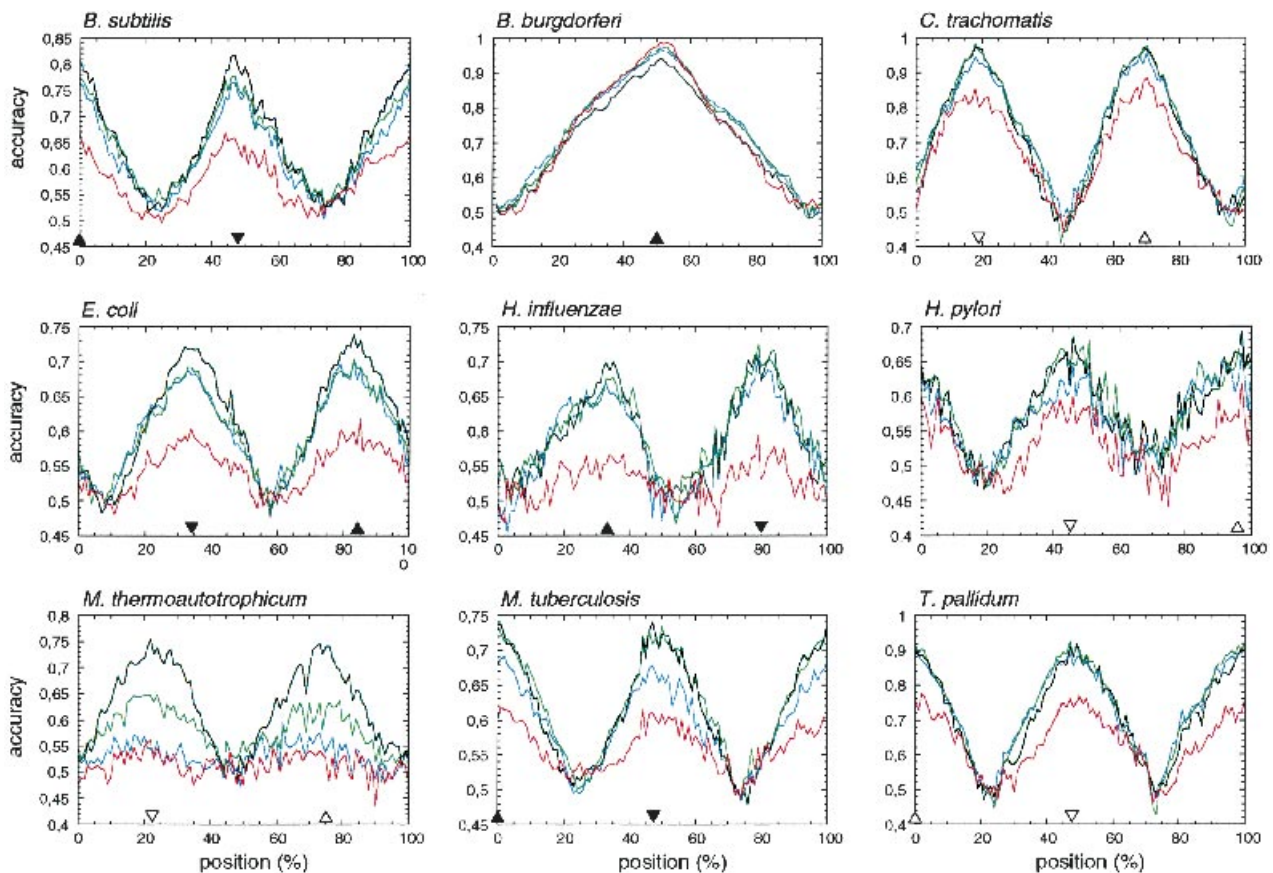 B. subtilis
B. burgdorferi
C. trachomatis
accuracy
0,85
0,8
0,75
0,7
0,65
0,6
0,55
0,5
0,45
0 20 40 60 80 100
1
0,9
0,8
0,7
0,6
0,5
0,4
0 20 40 60 80 100
1
0,9
0,8
0,7
0,6
0,5
0,4
0 20 40 60 80 100
E. coli
H. influenzae
H. pylori
accuracy
0,75
0,7
0,65
0,6
0,55
0,5
0,45
0 20 40 60 80 10
0
0,75
0,7
0,65
0,6
0,55
0,5
0,45
0 20 40 60 80 100
0,7
0,65
0,6
0,55
0,5
0,45
0,4
0 20 40 60 80 100
M. thermoautotrophicum
M. tuberculosis
T. pallidum
accuracy
0,8
0,75
0,7
0,65
0,6
0,55
0,5
0,45
0,4
0 20 40 60 80 100
position (%)
0,75
0,7
0,65
0,6
0,55
0,5
0,45
0 20 40 60 80 100
position (%)
1
0,9
0,8
0,7
0,6
0,5
0,4
0 20 40 60 80 100
position (%)